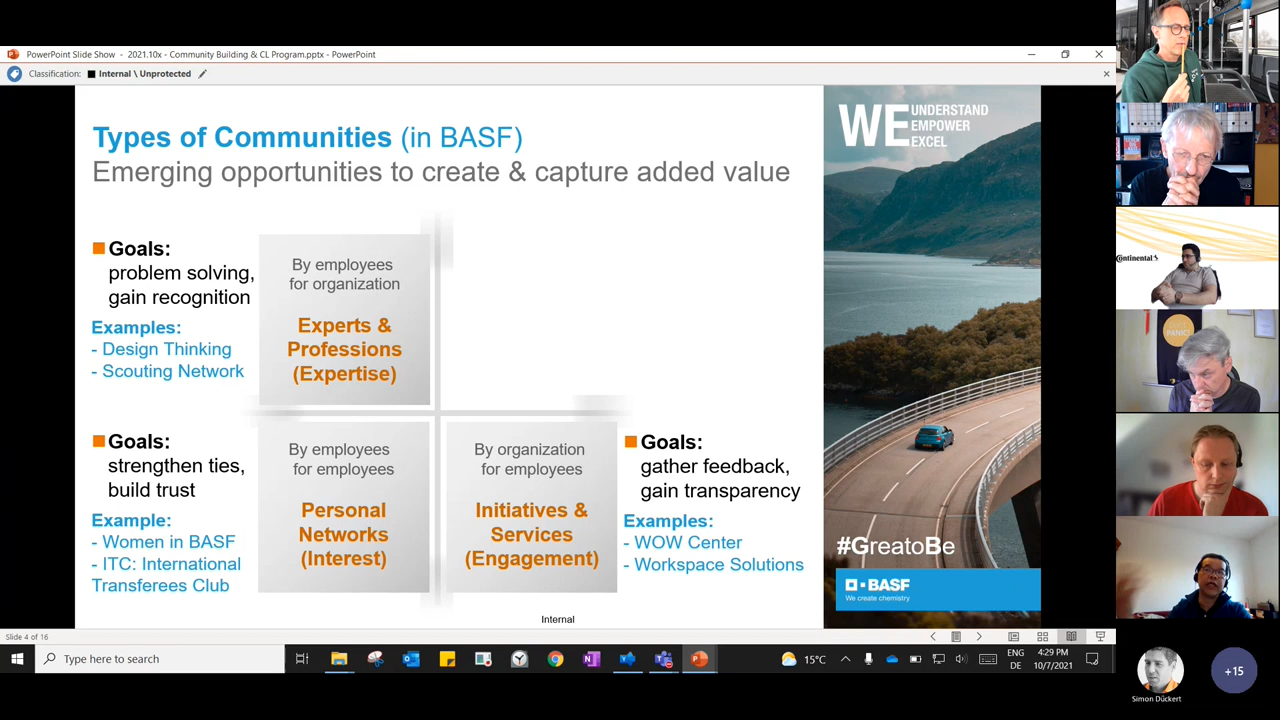 PowerPoint Slide Show - 2021.10x - Community Building & CL Program.pptx - PowerPoint
Classification: Internal \ Unprotected
Types of Communities (in BASF)
Emerging opportunities to create & capture added value
Goals:
problem solving,
gain recognition
Examples:
- Design Thinking
- Scouting Network
By employees
for organization
Experts &
Professions
(Expertise)
Goals:
strengthen ties,
build trust
Example:
- Women in BASF
- ITC: International
Transferees Club
By employees
for employees
Personal
Networks
(Interest)
By organization
for employees
Initiatives &
Services
(Engagement)
Goals:
gather feedback,
gain transparency
Examples:
- WOW Center
- Workspace Solutions
Internal
WE UNDERSTAND
EMPOWER
EXCEL
#GreatoBe
BASF
We create chemistry
Slide 4 of 16
Type here to search
15°C
ENG
DE
4:29 PM
10/7/2021
Continental
PANIC!
Simon Dückert
+15